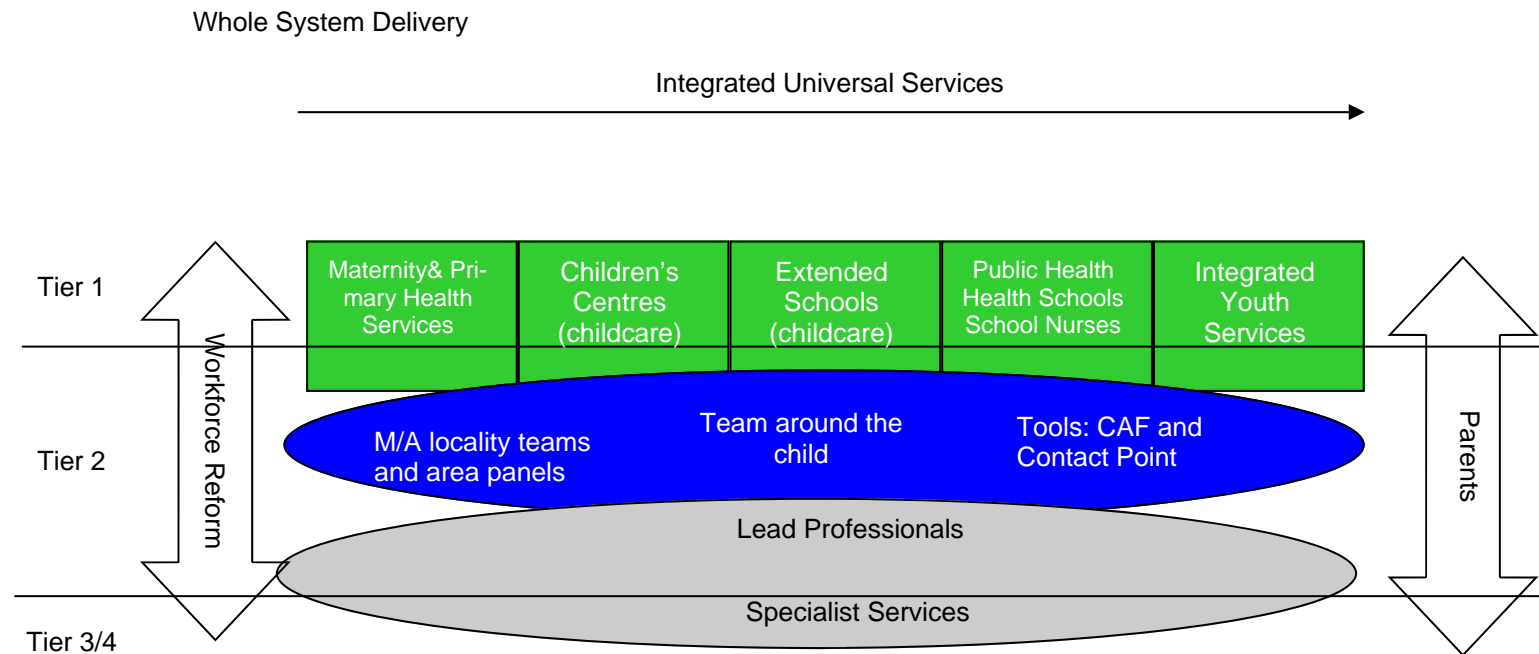 Whole System Delivery
Integrated Universal Services
Tier 1
Maternity& Pri-
mary Health
Services
Children’s
Centres
(childcare)
Extended
Schools
(childcare)
Public Health
Health Schools
School Nurses
Integrated
Youth
Services
Workforce Reform
Parents
Tier 2
M/A locality teams
and area panels
Team around the
child
Tools: CAF and
Contact Point
Lead Professionals
Specialist Services
Tier 3/4